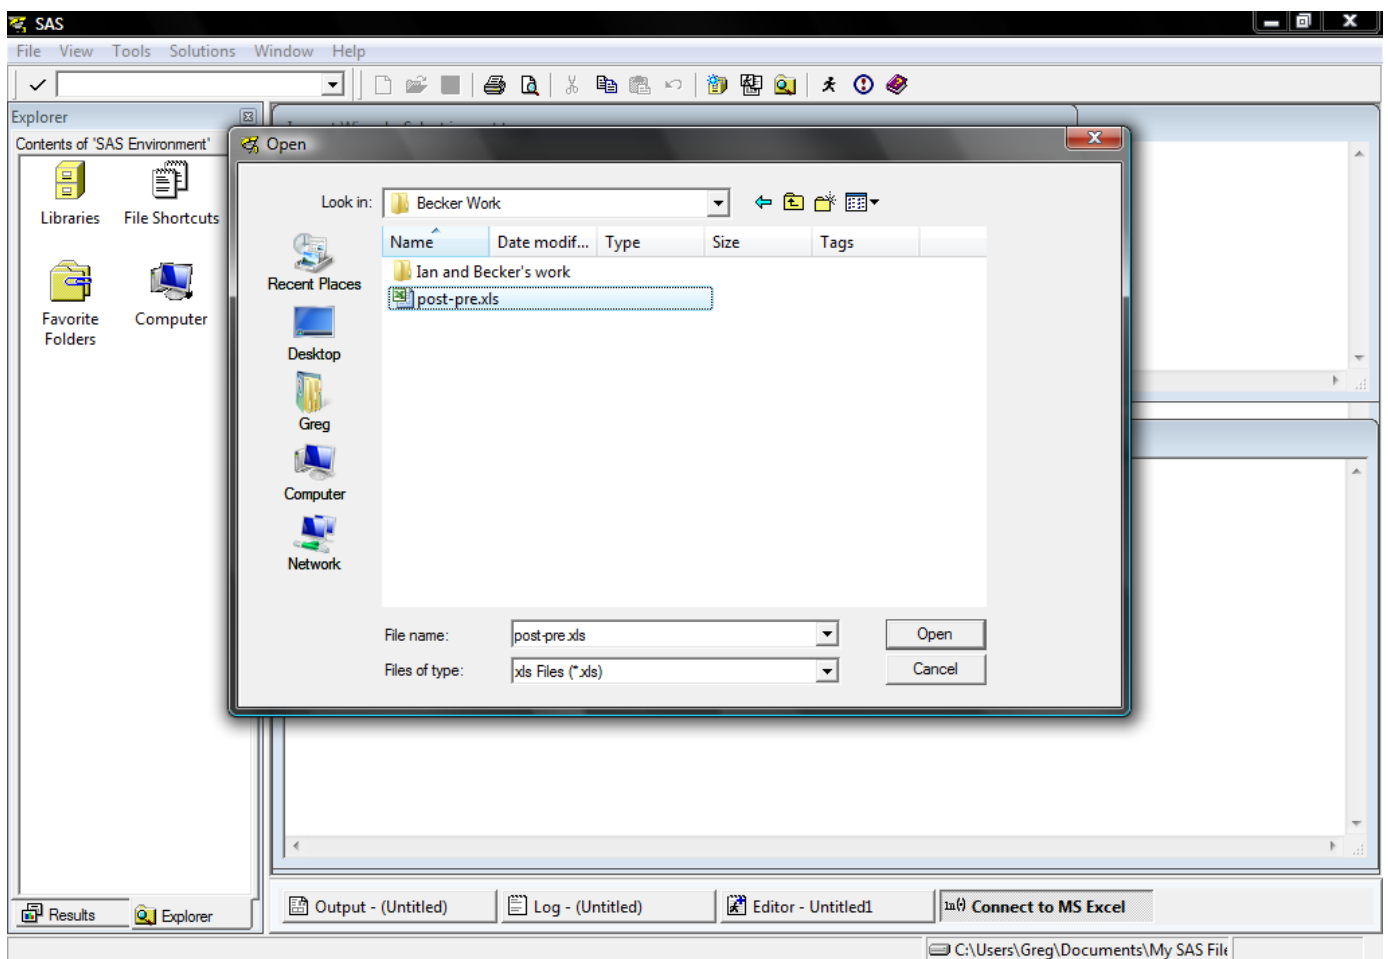 SAS
File View Tools Solutions Window Help
Explorer
Contents of 'SAS Environment'
Libraries File Shortcuts
Favorite Folders Computer
Open
Look in: Becker Work
Name Date modif... Type Size Tags
Ian and Becker's work
post-pre.xls
Recent Places
Desktop
Greg
Computer
Network
File name: post-pre.xls Open
Files of type: xls Files (*.xls) Cancel
Results Explorer
Output - (Untitled) Log - (Untitled) Editor - Untitled1 Connect to MS Excel
C:\Users\Greg\Documents\My SAS File